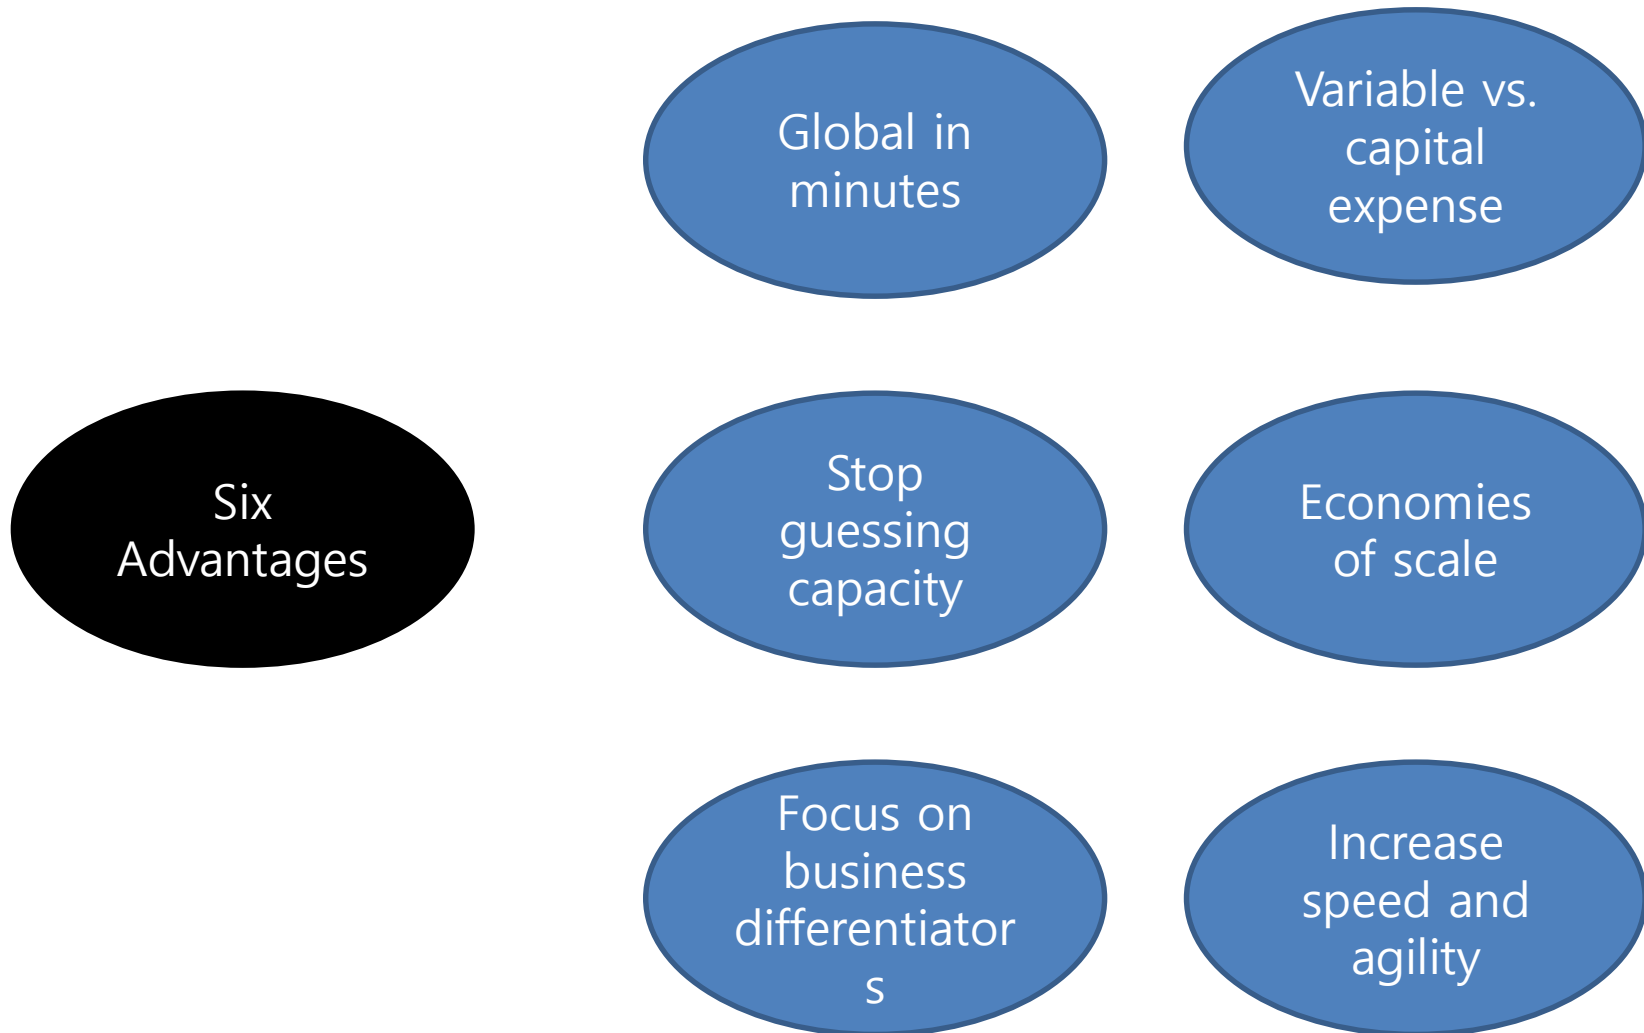 Global in
minutes
Variable vs.
capital
expense
Six
Advantages
Stop
guessing
capacity
Economies
of scale
Focus on
business
differentiator
s
Increase
speed and
agility